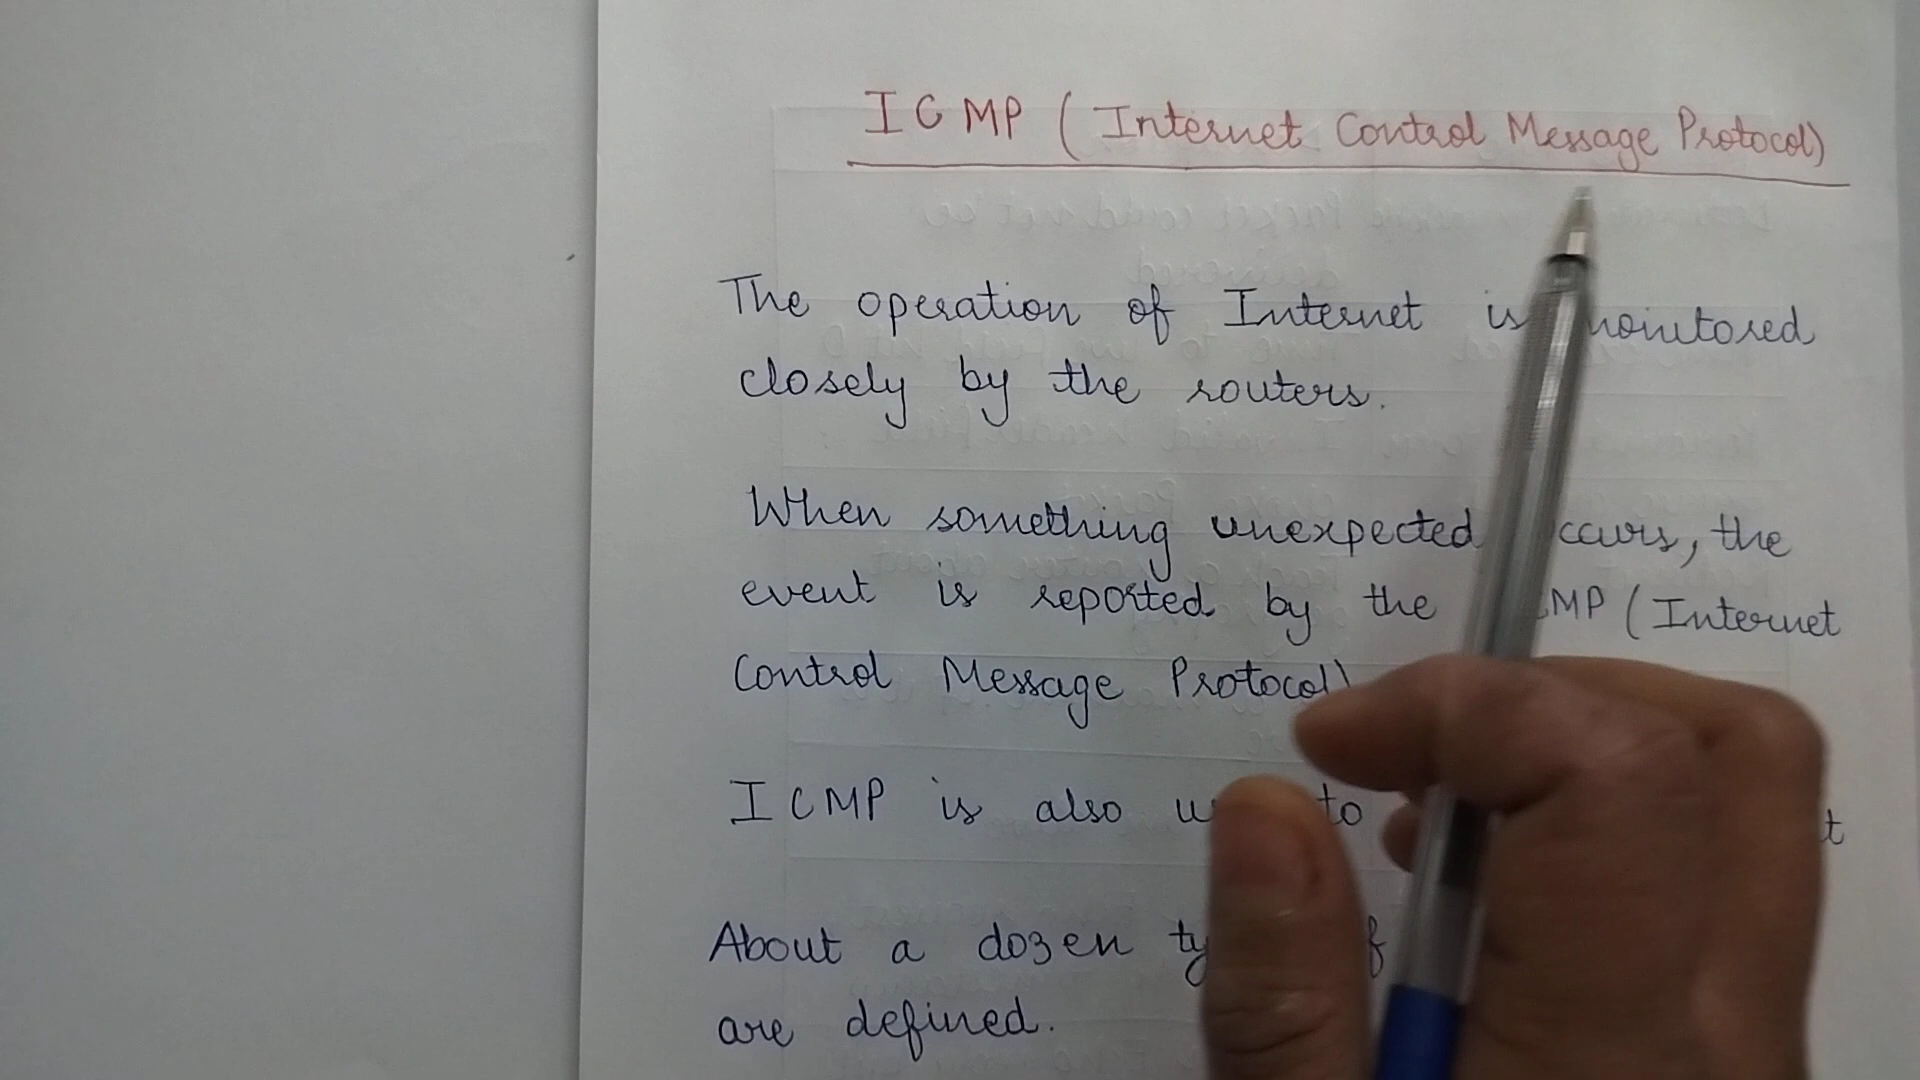 ICMP (Internet Control Message Protocol)
The operation of Internet is monitored
closely by the routers.
When something unexpected occurs, the
event is reported by the ICMP (Internet
Control Message Protocol)
ICMP is also to
About a dozen
are defined.